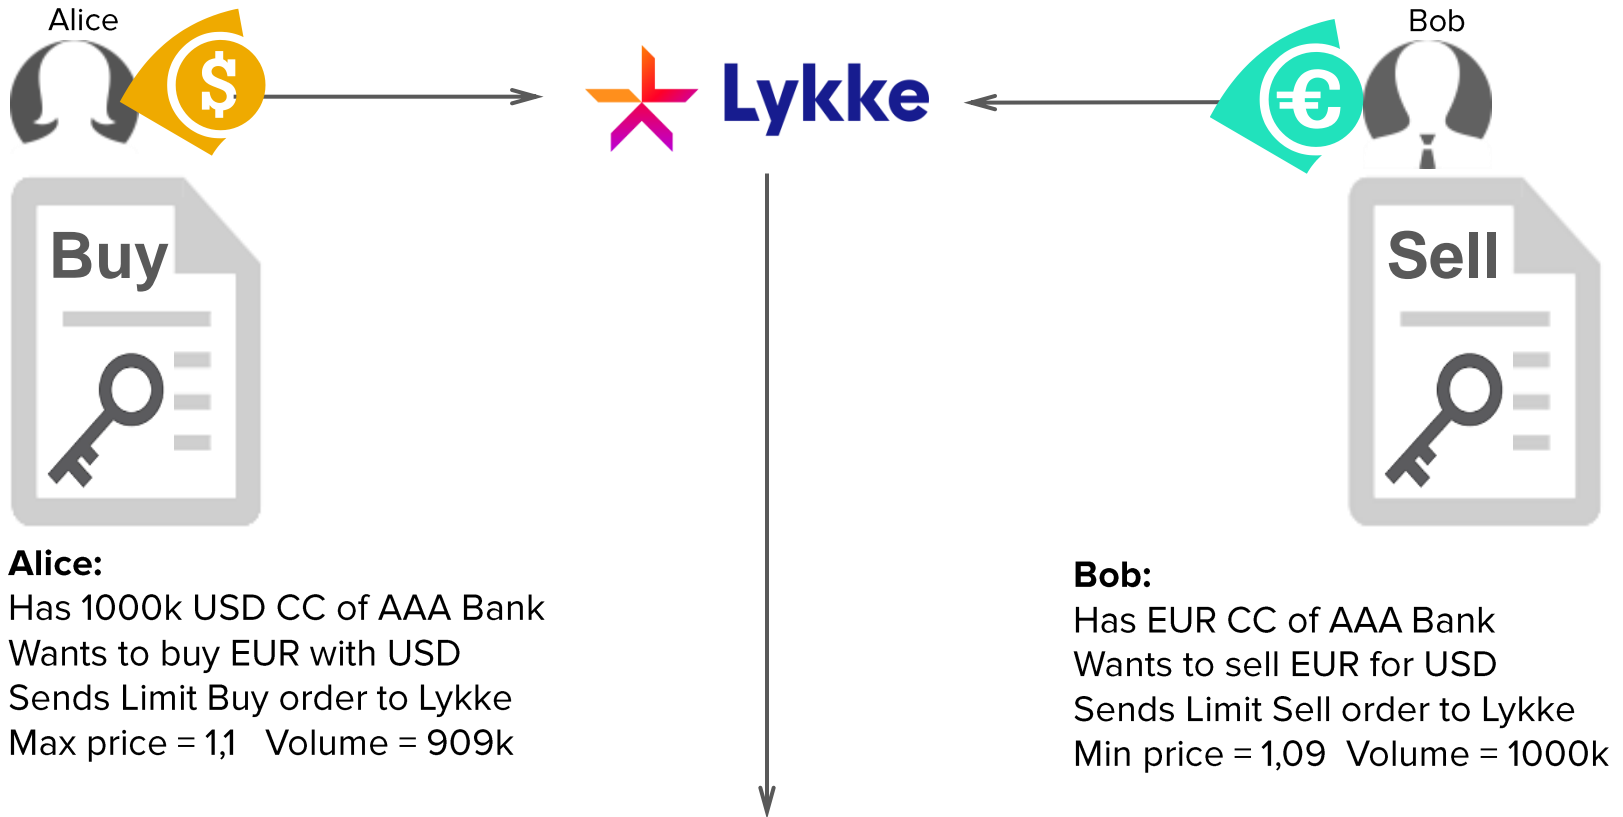 Alice
$
Lykke
€
Bob
Buy
Sell
Alice:
Has 1000k USD CC of AAA Bank
Wants to buy EUR with USD
Sends Limit Buy order to Lykke
Max price = 1,1 Volume = 909k
Bob:
Has EUR CC of AAA Bank
Wants to sell EUR for USD
Sends Limit Sell order to Lykke
Min price = 1,09 Volume = 1000k